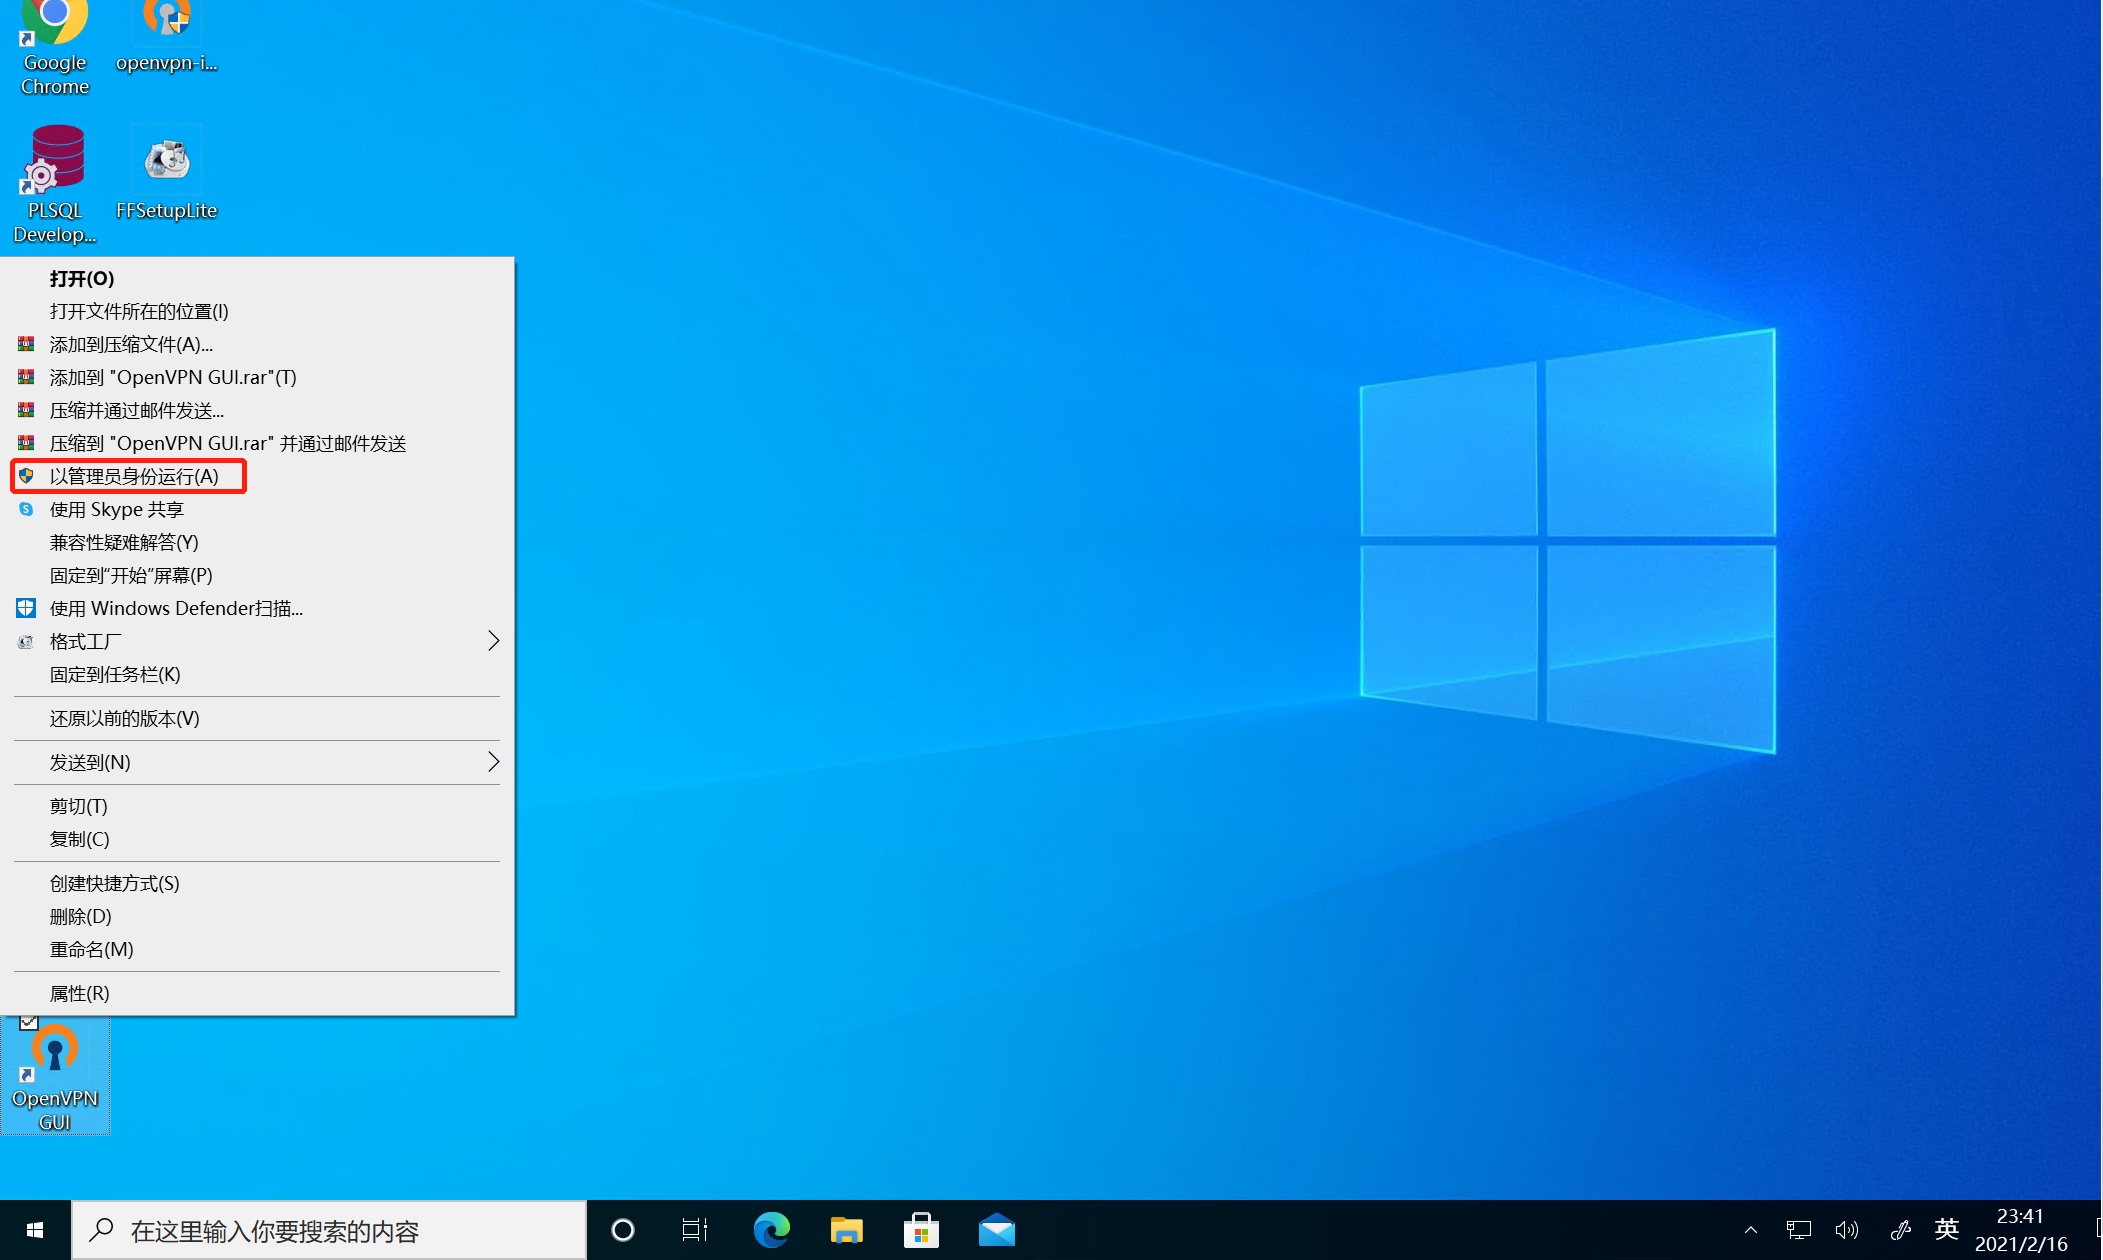 Google
Chrome
openvpn-i...
PLSQL
Develop...
FFSetupLite
打开(O)
打开文件所在的位置(I)
添加到压缩文件(A)...
添加到 "OpenVPN GUI.rar"(T)
压缩并通过邮件发送...
压缩到 "OpenVPN GUI.rar" 并通过邮件发送
以管理员身份运行(A)
使用 Skype 共享
兼容性疑难解答(Y)
固定到“开始”屏幕(P)
使用 Windows Defender扫描...
格式工厂
固定到任务栏(K)
还原以前的版本(V)
发送到(N)
剪切(T)
复制(C)
创建快捷方式(S)
删除(D)
重命名(M)
属性(R)
OpenVPN
GUI
在这里输入你要搜索的内容
英
23:41
2021/2/16